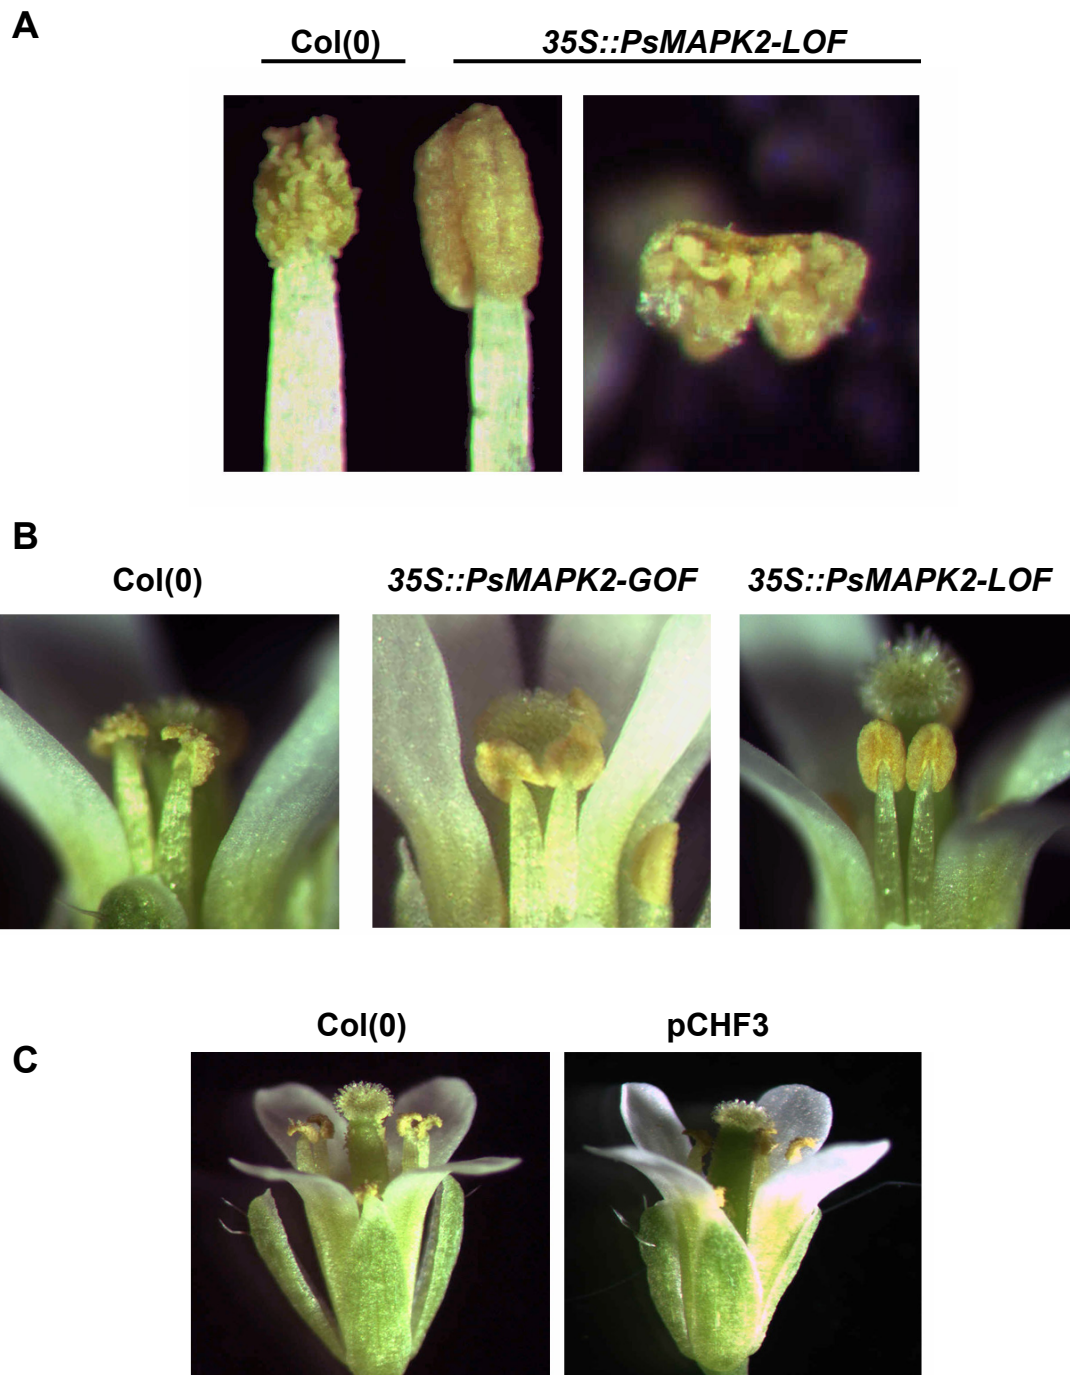 A
Col(0) 35S::PsMAPK2-LOF
B
Col(0) 35S::PsMAPK2-GOF 35S::PsMAPK2-LOF
Col(0) pCHF3
C